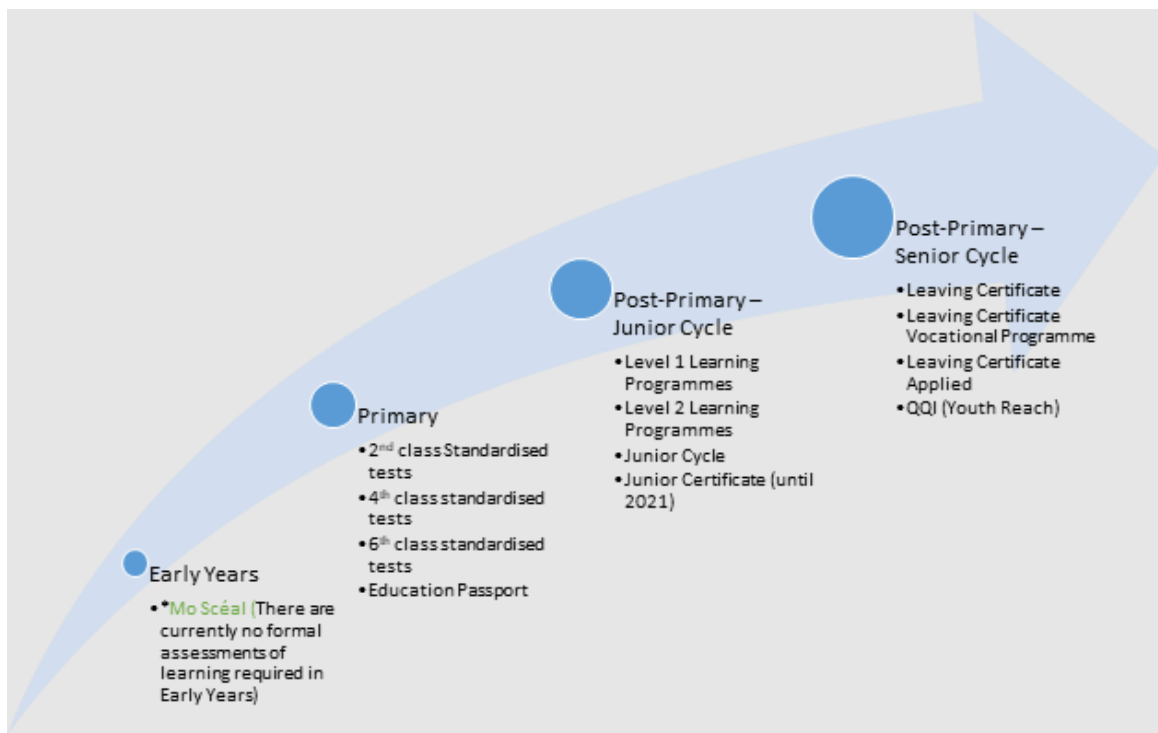 Early Years
•*Mo Scéal (There are
currently no formal
assessments of
learning required in
Early Years)
Primary
•2nd class Standardised
tests
•4th class standardised
tests
•6th class standardised
tests
•Education Passport
Post-Primary –
Junior Cycle
•Level 1 Learning
Programmes
•Level 2 Learning
Programmes
•Junior Cycle
•Junior Certificate (until
2021)
Post-Primary –
Senior Cycle
•Leaving Certificate
•Leaving Certificate
Vocational Programme
•Leaving Certificate
Applied
•QQI (Youth Reach)